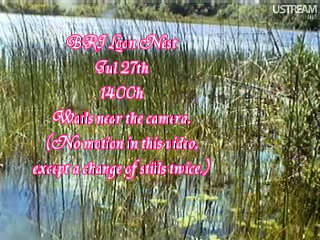 USTREAM
BRI Loon Nest
Jul 27th
1400h
Wails near the camera.
(No motion in this video,
except a change of stills twice.)